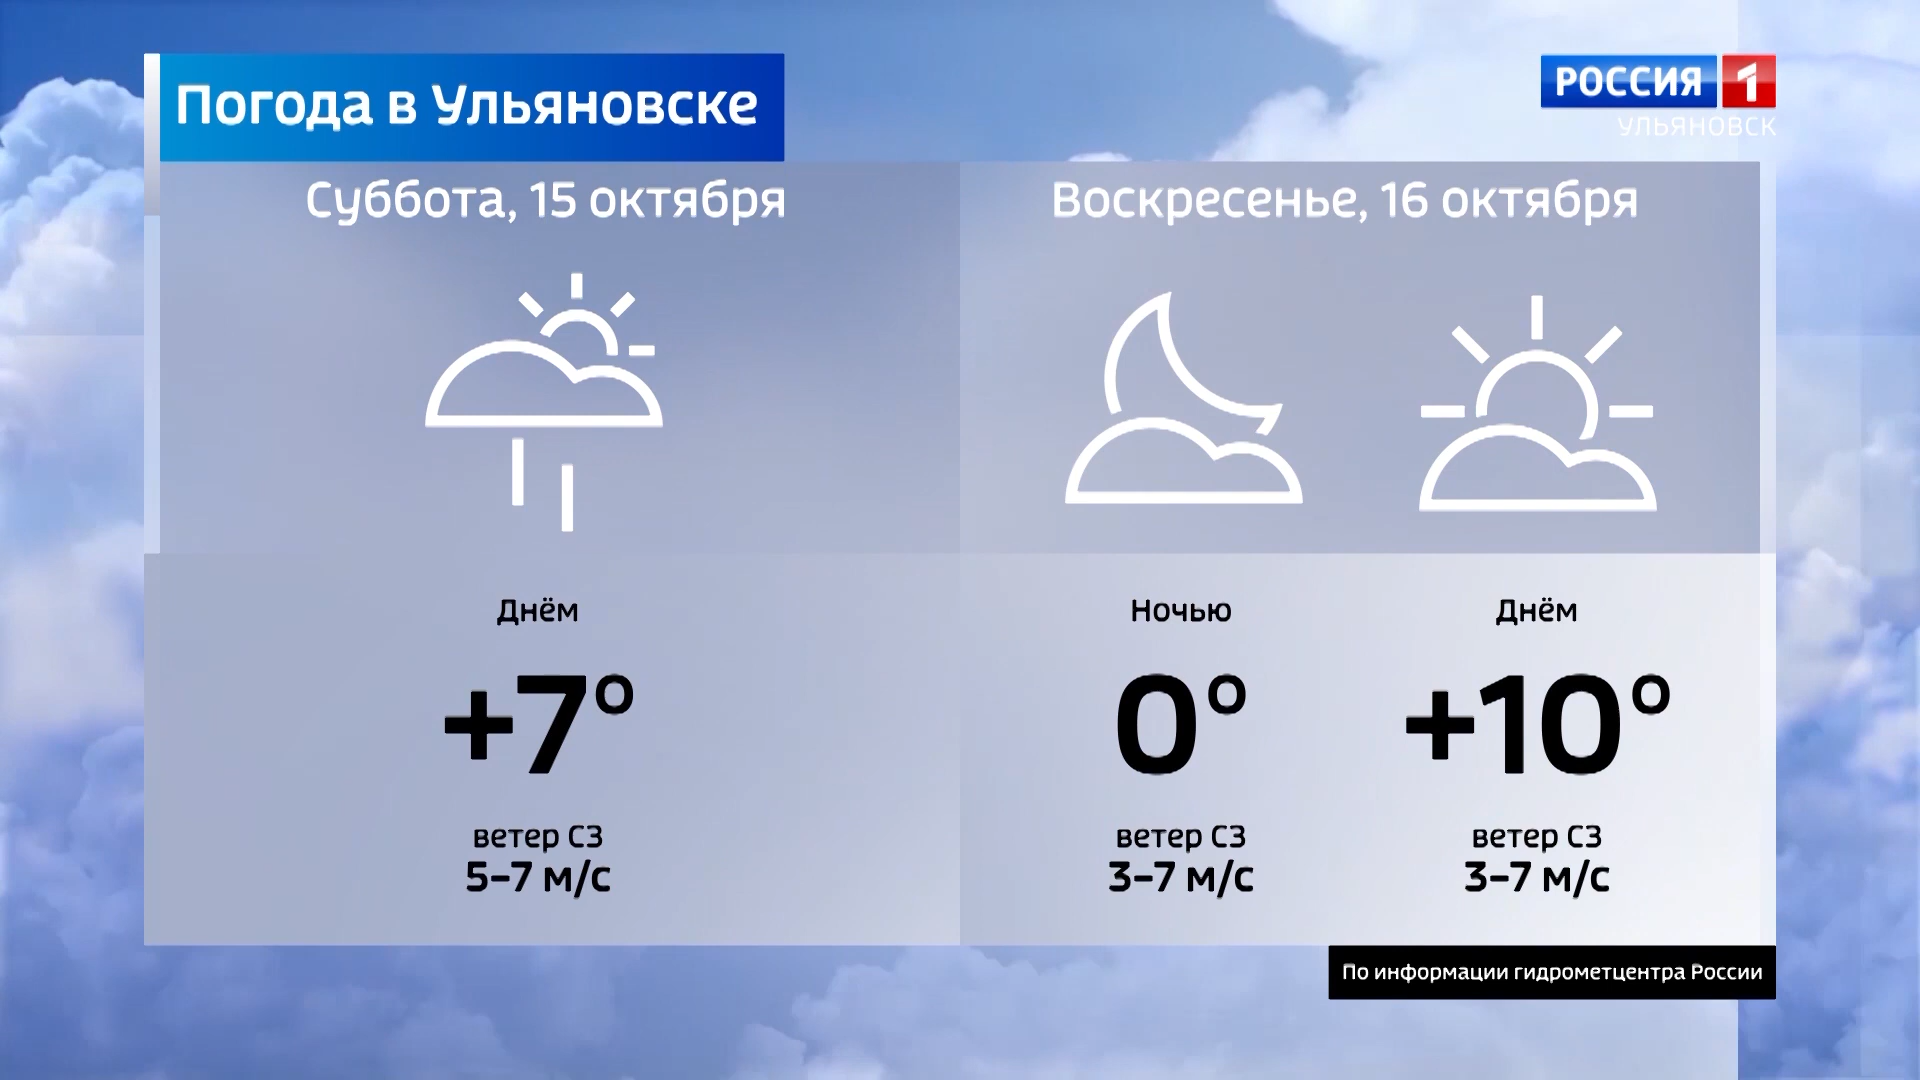 Погода в Ульяновске
РОССИЯ 1
УЛЬЯНОВСК
Суббота, 15 октября
Воскресенье, 16 октября
Днём
Ночью
Днём
+7°
0°
+10°
ветер СЗ
5-7 м/с
ветер СЗ
3-7 м/с
ветер СЗ
3-7 м/с
По информации гидрометцентра России